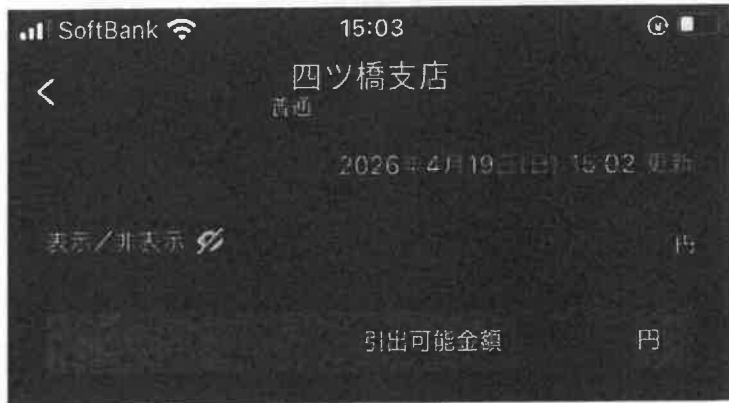 SoftBank 15:03
四ツ橋支店
普通
2026年4月19日(日) 15:02 更新
表示/非表示 円
引出可能金額 円